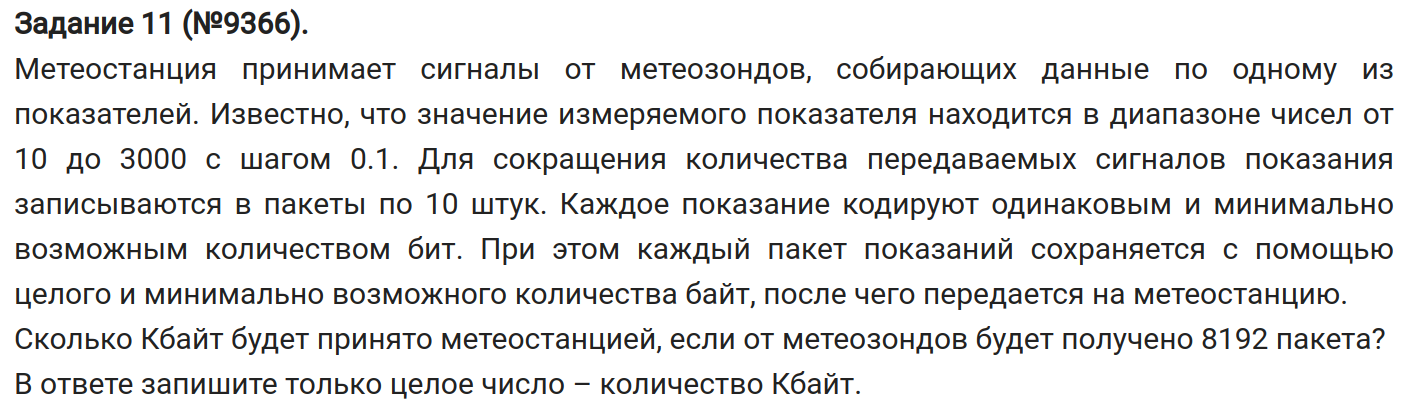 Задание 11 (№9366).
Метеостанция принимает сигналы от метеозондов, собирающих данные по одному из
показателей. Известно, что значение измеряемого показателя находится в диапазоне чисел от
10 до 3000 с шагом 0.1. Для сокращения количества передаваемых сигналов показания
записываются в пакеты по 10 штук. Каждое показание кодируют одинаковым и минимально
возможным количеством бит. При этом каждый пакет показаний сохраняется с помощью
целого и минимально возможного количества байт, после чего передается на метеостанцию.
Сколько Кбайт будет принято метеостанцией, если от метеозондов будет получено 8192 пакета?
В ответе запишите только целое число – количество Кбайт.